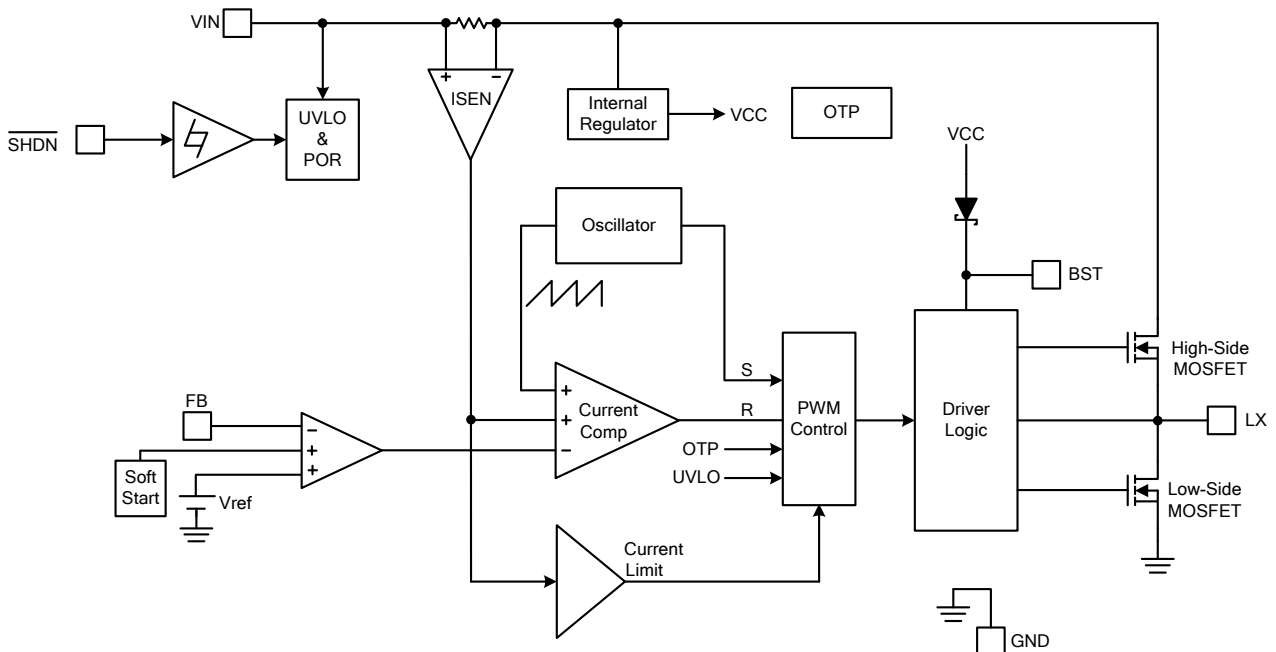 VIN
+
−
ISEN
Internal
Regulator
VCC
OTP
SHDN
UVLO
&
POR
VCC
Oscillator
BST
High-Side
MOSFET
S
+
+
−
Current
Comp
R
PWM
Control
Driver
Logic
LX
FB
−
+
+
OTP
UVLO
Soft
Start
Vref
Low-Side
MOSFET
Current
Limit
GND